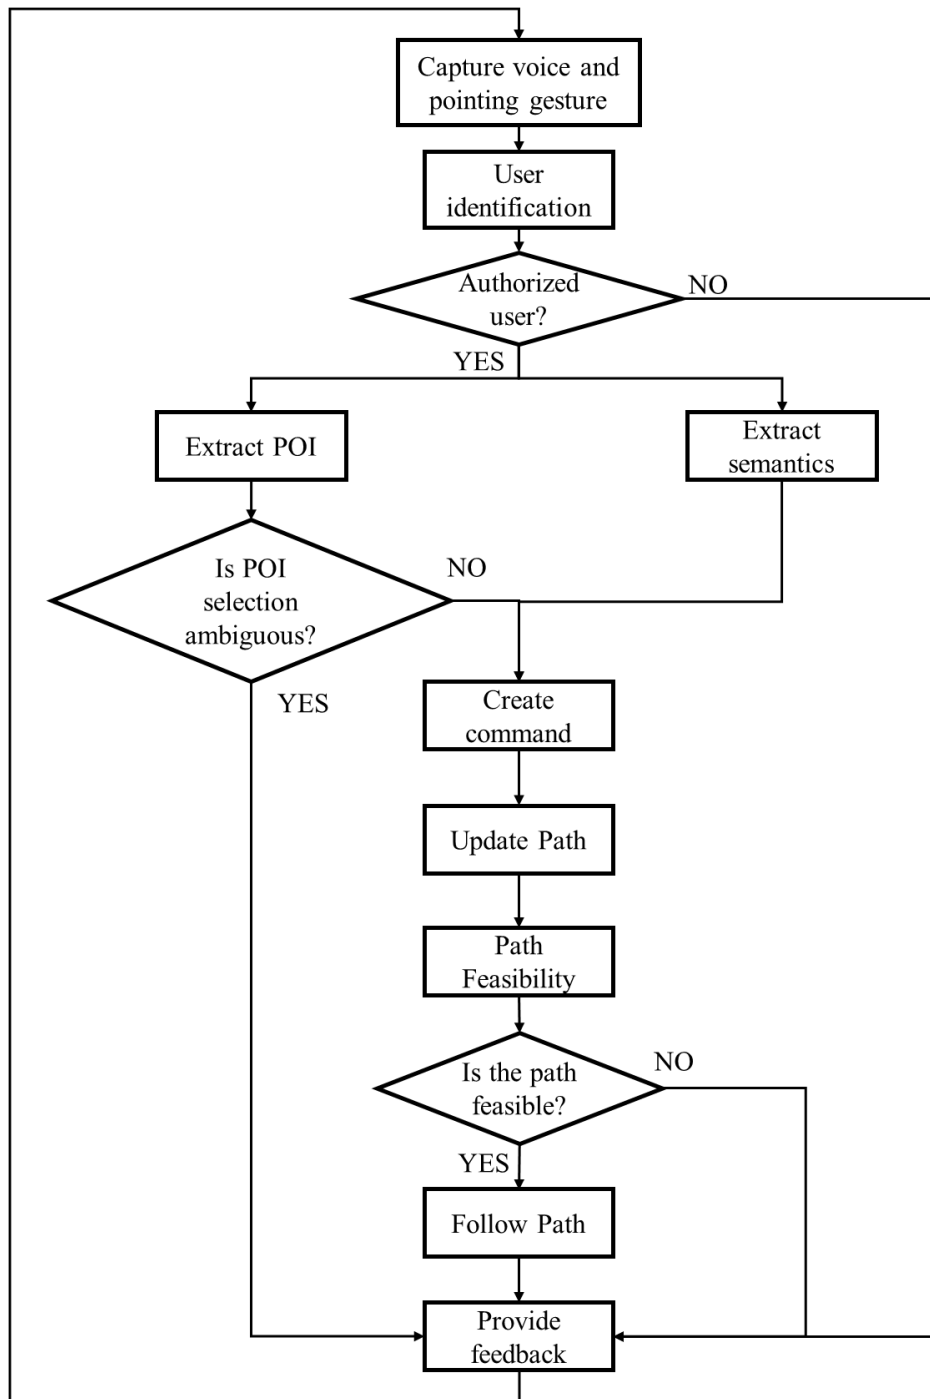 Capture voice and
pointing gesture
User
identification
Authorized
user?
NO
YES
Extract POI
Extract
semantics
Is POI
selection
ambiguous?
NO
YES
Create
command
Update Path
Path
Feasibility
Is the path
feasible?
NO
YES
Follow Path
Provide
feedback